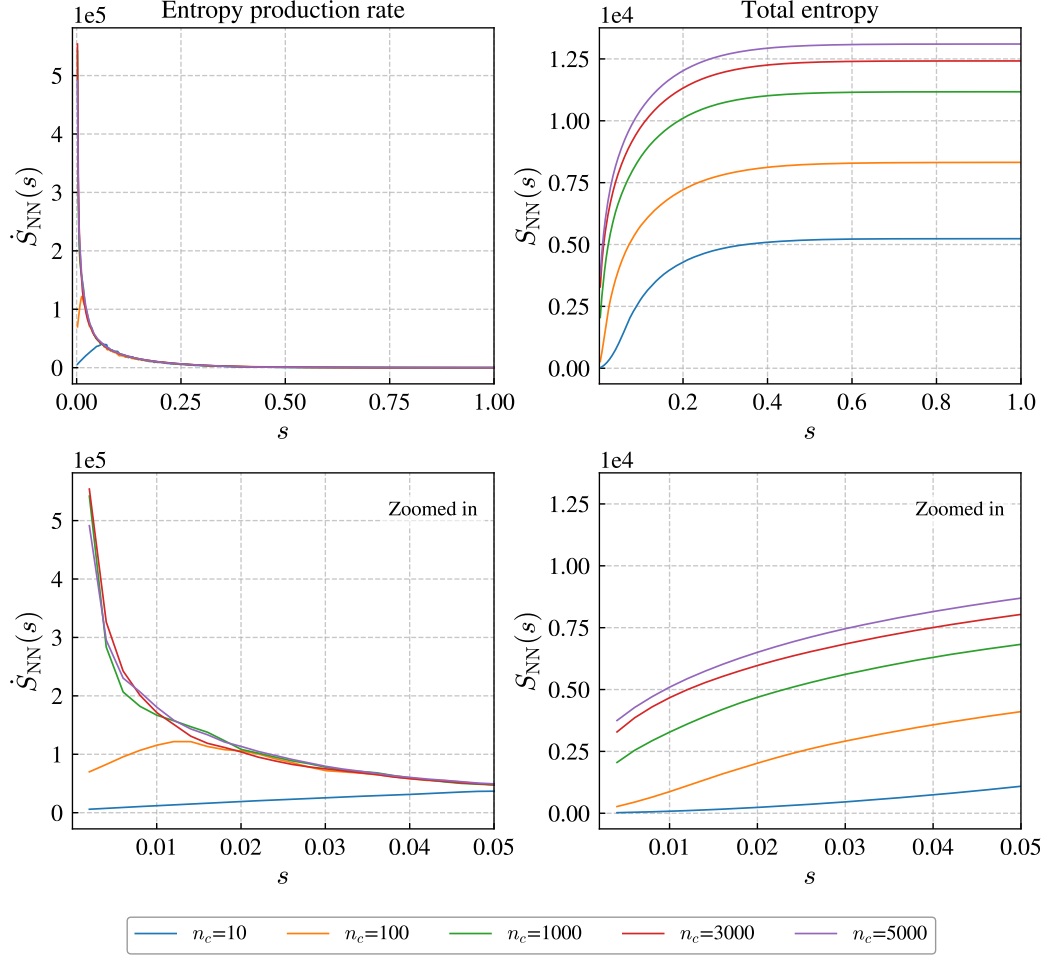 Entropy production rate
1e5
5
4
3
2
1
0
Ṡ_NN(s)
0.00 0.25 0.50 0.75 1.00
s
Total entropy
1e4
1.25
1.00
0.75
0.50
0.25
0.00
S_NN(s)
0.2 0.4 0.6 0.8 1.0
s
1e5
Zoomed in
5
4
3
2
1
0
Ṡ_NN(s)
0.01 0.02 0.03 0.04 0.05
s
1e4
Zoomed in
1.25
1.00
0.75
0.50
0.25
0.00
S_NN(s)
0.01 0.02 0.03 0.04 0.05
s
n_c=10 n_c=100 n_c=1000 n_c=3000 n_c=5000